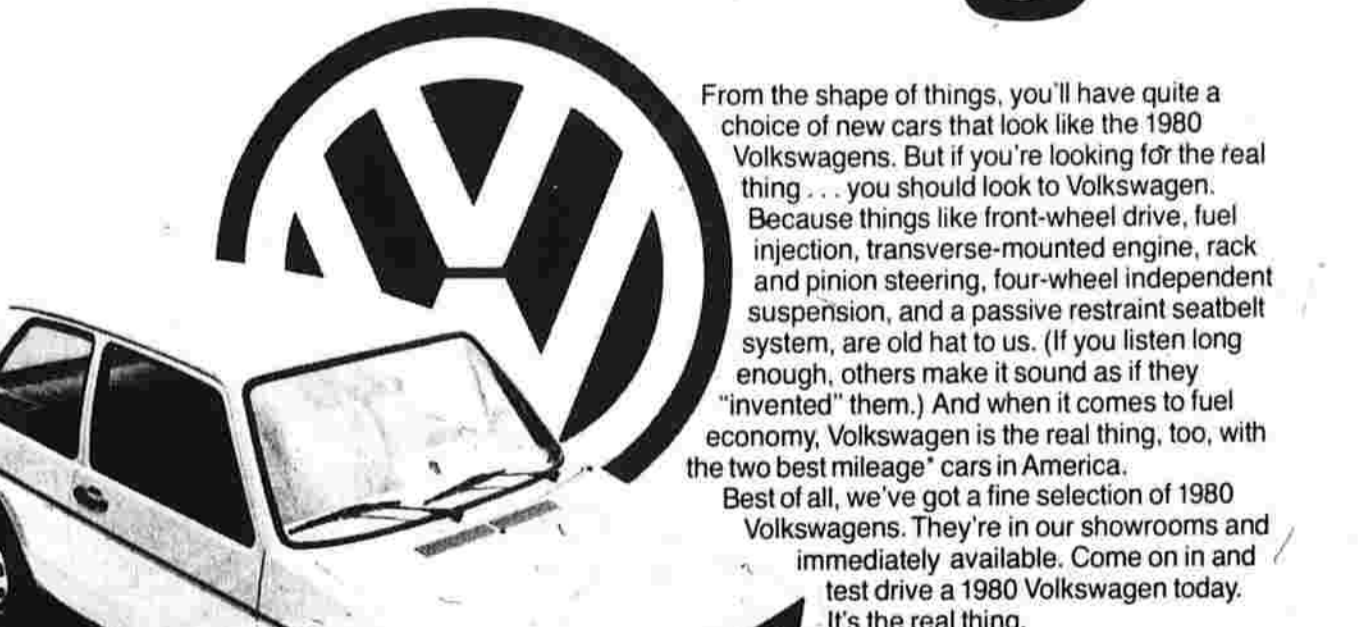 From the shape of things, you'll have quite a
choice of new cars that look like the 1980
Volkswagens. But if you're looking for the real
thing . . . you should look to Volkswagen.
Because things like front-wheel drive, fuel
injection, transverse-mounted engine, rack
and pinion steering, four-wheel independent
suspension, and a passive restraint seatbelt
system, are old hat to us. (If you listen long
enough, others make it sound as if they
"invented" them.) And when it comes to fuel
economy, Volkswagen is the real thing, too, with
the two best mileage* cars in America.
Best of all, we've got a fine selection of 1980
Volkswagens. They're in our showrooms and
immediately available. Come on in and
test drive a 1980 Volkswagen today.
It's the real thing.